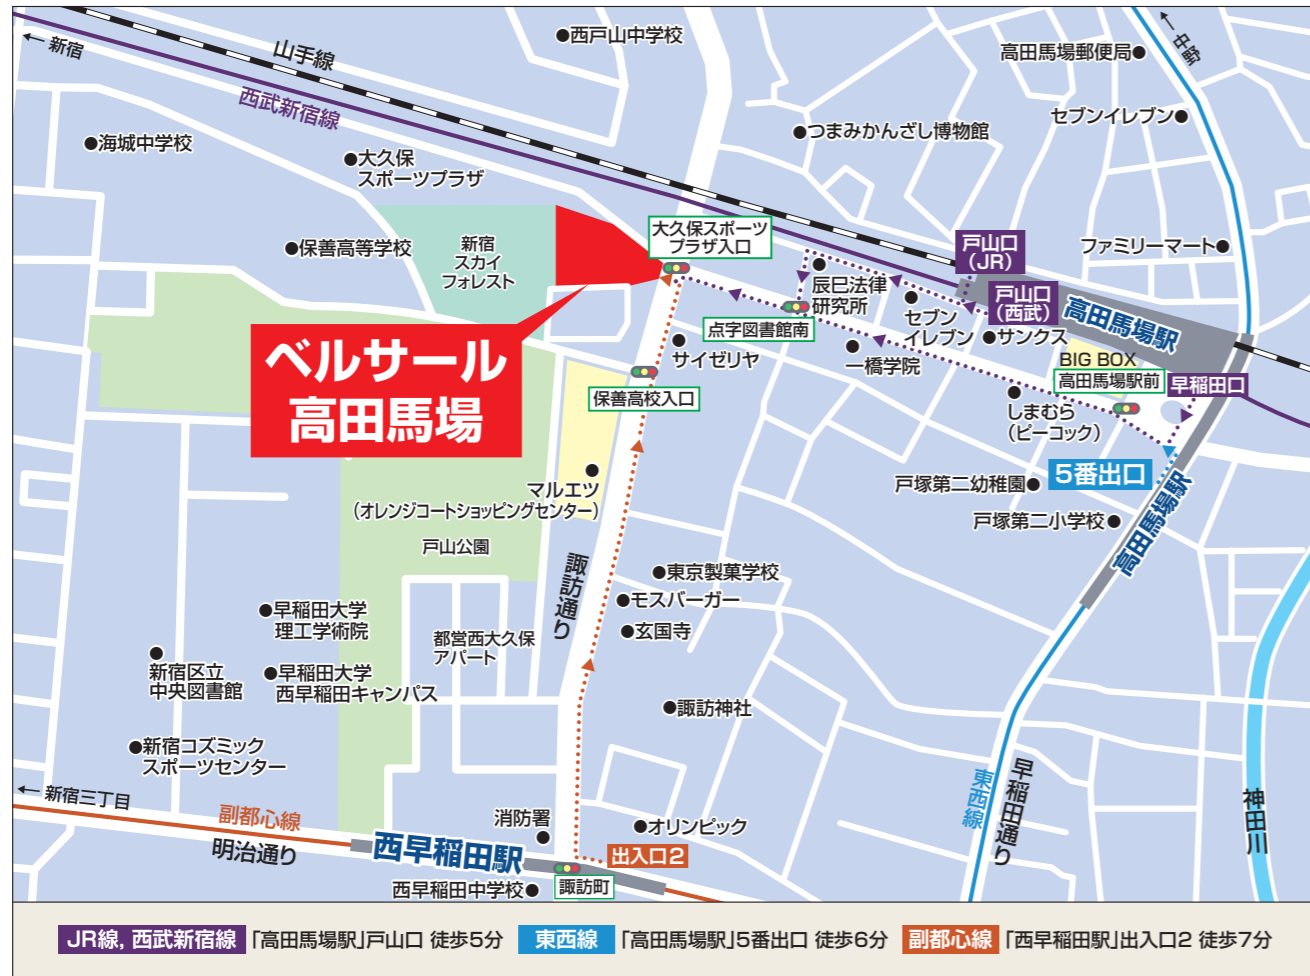 ← 新宿
山手線
西武新宿線
●西戸山中学校
高田馬場郵便局●
← 中野
セブンイレブン●
●つまみかんざし博物館
●海城中学校
●大久保
スポーツプラザ
●保善高等学校
新宿
スカイ
フォレスト
大久保スポーツ
プラザ入口
戸山口
(JR)
ファミリーマート●
辰巳法律
研究所
戸山口
(西武)
セブン
イレブン
●サンクス
高田馬場駅
点字図書館南
一橋学院
サイゼリヤ
BIG BOX
高田馬場駅前
早稲田口
ベルサール
高田馬場
保善高校入口
しまむら
(ピーコック)
5番出口
戸塚第二幼稚園●
戸塚第二小学校●
高田馬場駅
マルエツ
(オレンジコートショッピングセンター)
戸山公園
諏訪通り
●東京製菓学校
●モスバーガー
●玄国寺
●早稲田大学
理工学術院
都営西大久保
アパート
新宿区立
中央図書館
●早稲田大学
西早稲田キャンパス
●諏訪神社
●新宿コズミック
スポーツセンター
← 新宿三丁目
副都心線
明治通り
消防署
●オリンピック
東西線
早稲田通り
神田川
西早稲田駅
出入口2
西早稲田中学校●
諏訪町
JR線, 西武新宿線 「高田馬場駅」戸山口 徒歩5分 東西線 「高田馬場駅」5番出口 徒歩6分 副都心線 「西早稲田駅」出入口2 徒歩7分